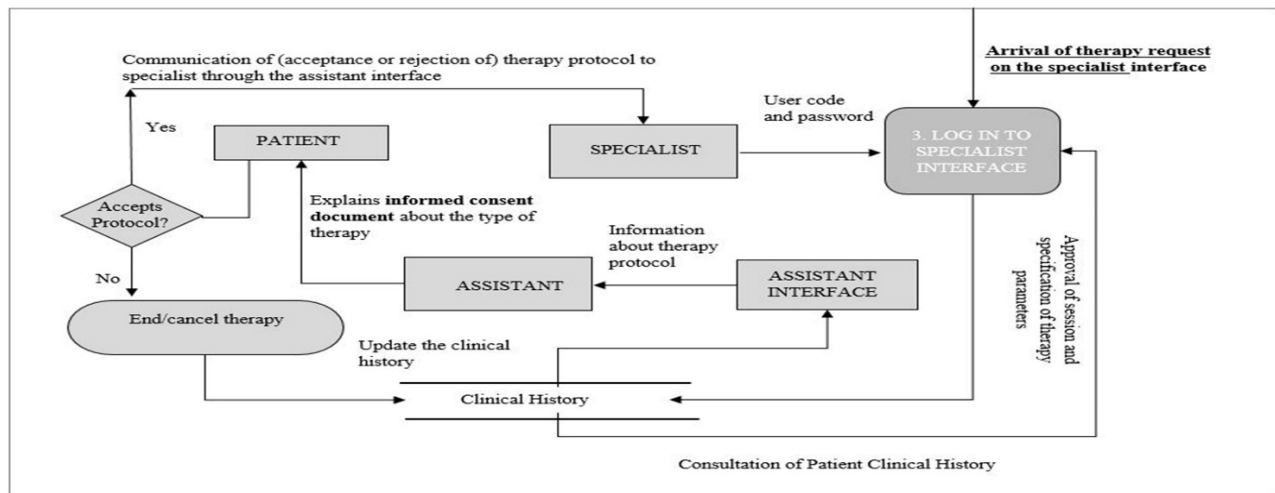 Communication of (acceptance or rejection of) therapy protocol to
specialist through the assistant interface
Arrival of therapy request
on the specialist interface
User code
and password
Yes
PATIENT
SPECIALIST
3. LOG IN TO
SPECIALIST
INTERFACE
Accepts
Protocol?
Explains informed consent
document about the type of
therapy
Information
about therapy
protocol
Approval of session and
specification of therapy
parameters
No
ASSISTANT
ASSISTANT
INTERFACE
End/cancel therapy
Update the clinical
history
Clinical History
Consultation of Patient Clinical History